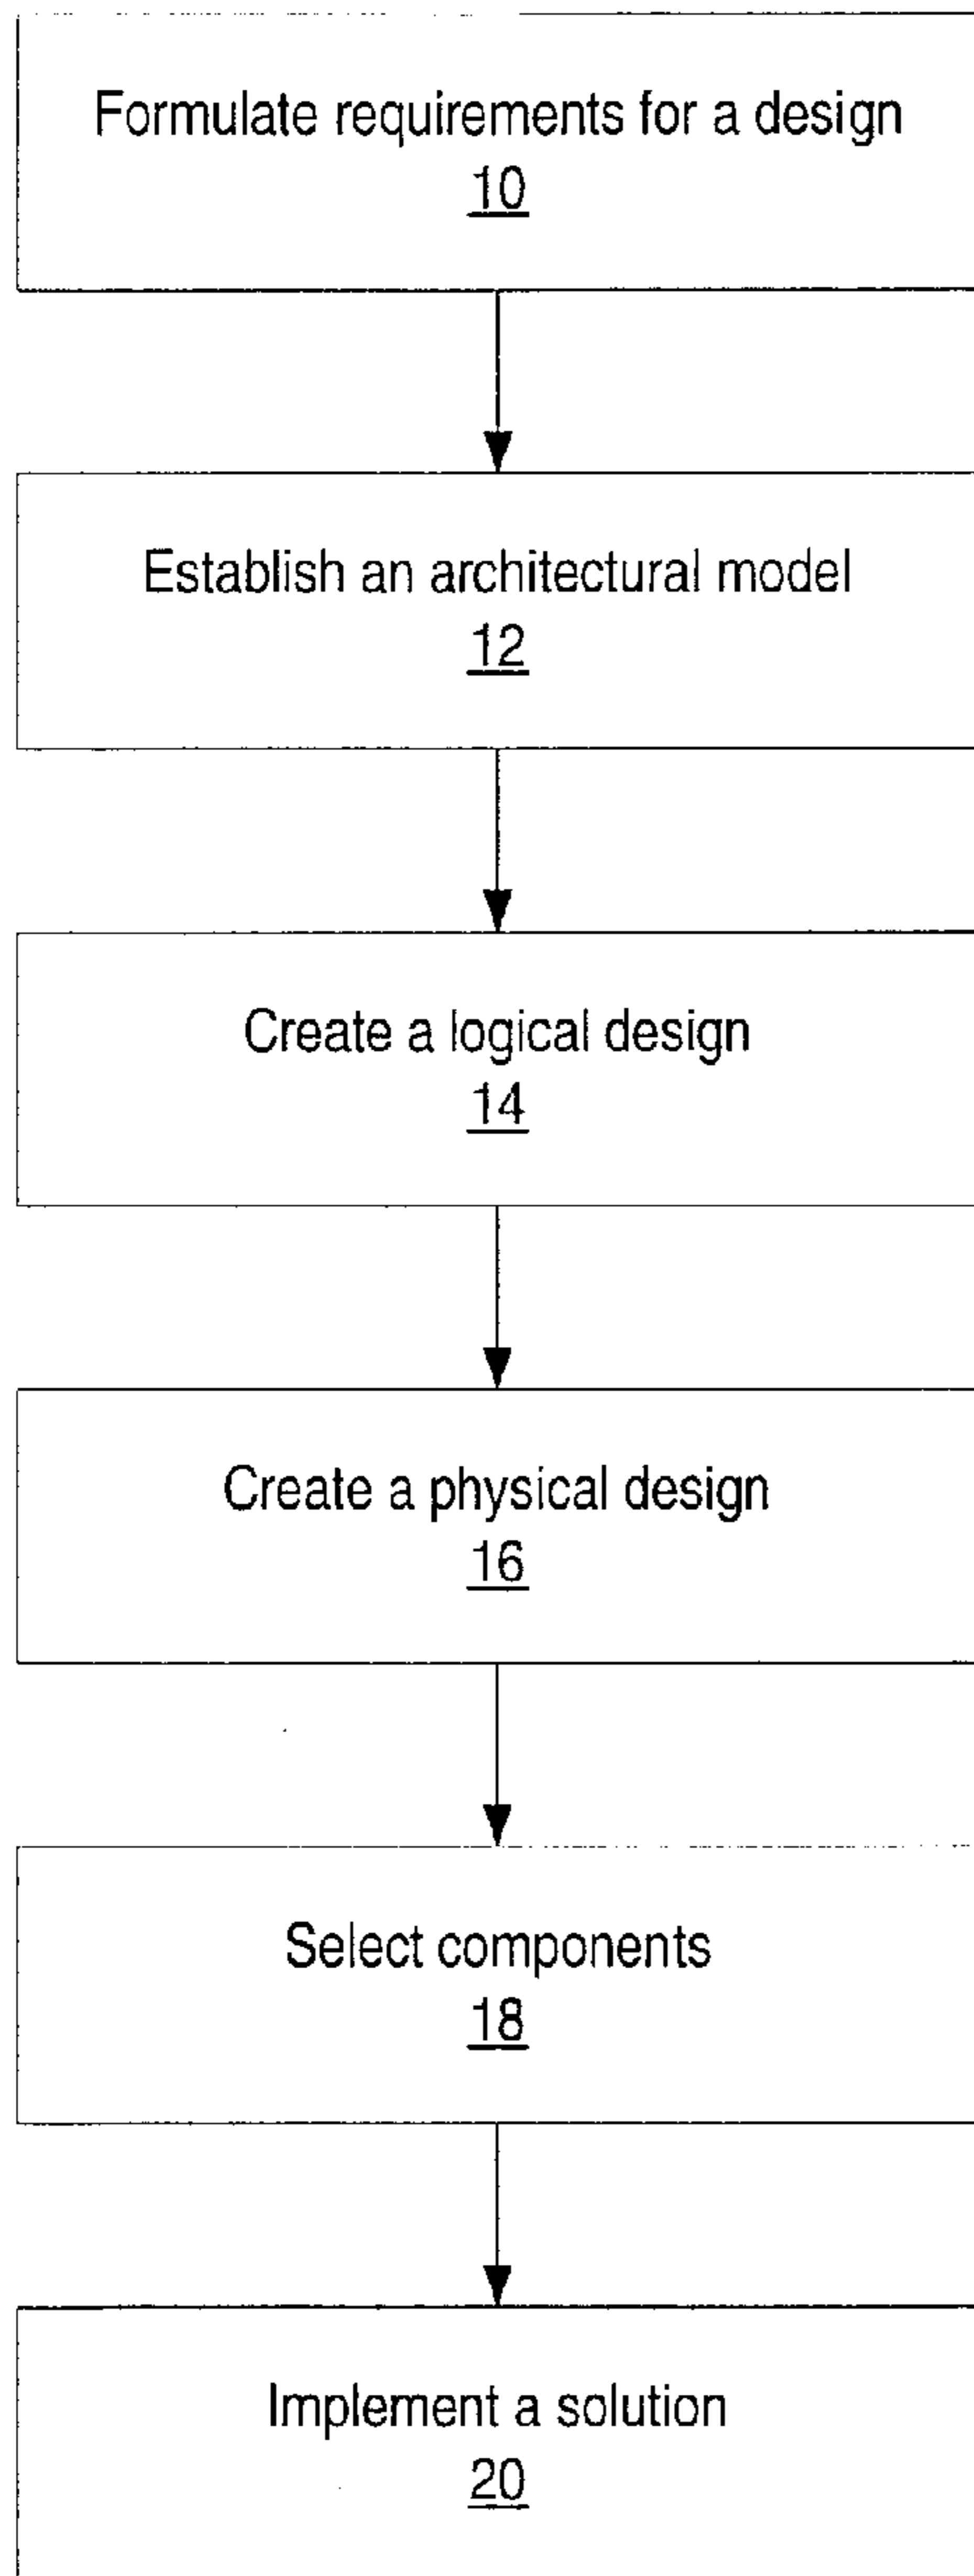 Formulate requirements for a design
10
Establish an architectural model
12
Create a logical design
14
Create a physical design
16
Select components
18
Implement a solution
20